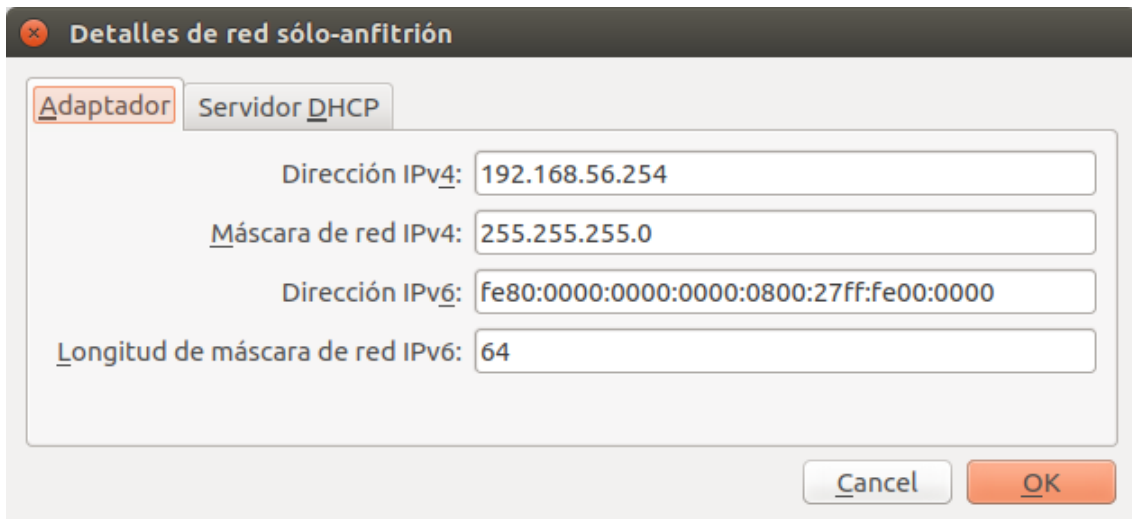 Detalles de red sólo-anfitrión
Adaptador Servidor DHCP
Dirección IPv4: 192.168.56.254
Máscara de red IPv4: 255.255.255.0
Dirección IPv6: fe80:0000:0000:0000:0800:27ff:fe00:0000
Longitud de máscara de red IPv6: 64
Cancel OK